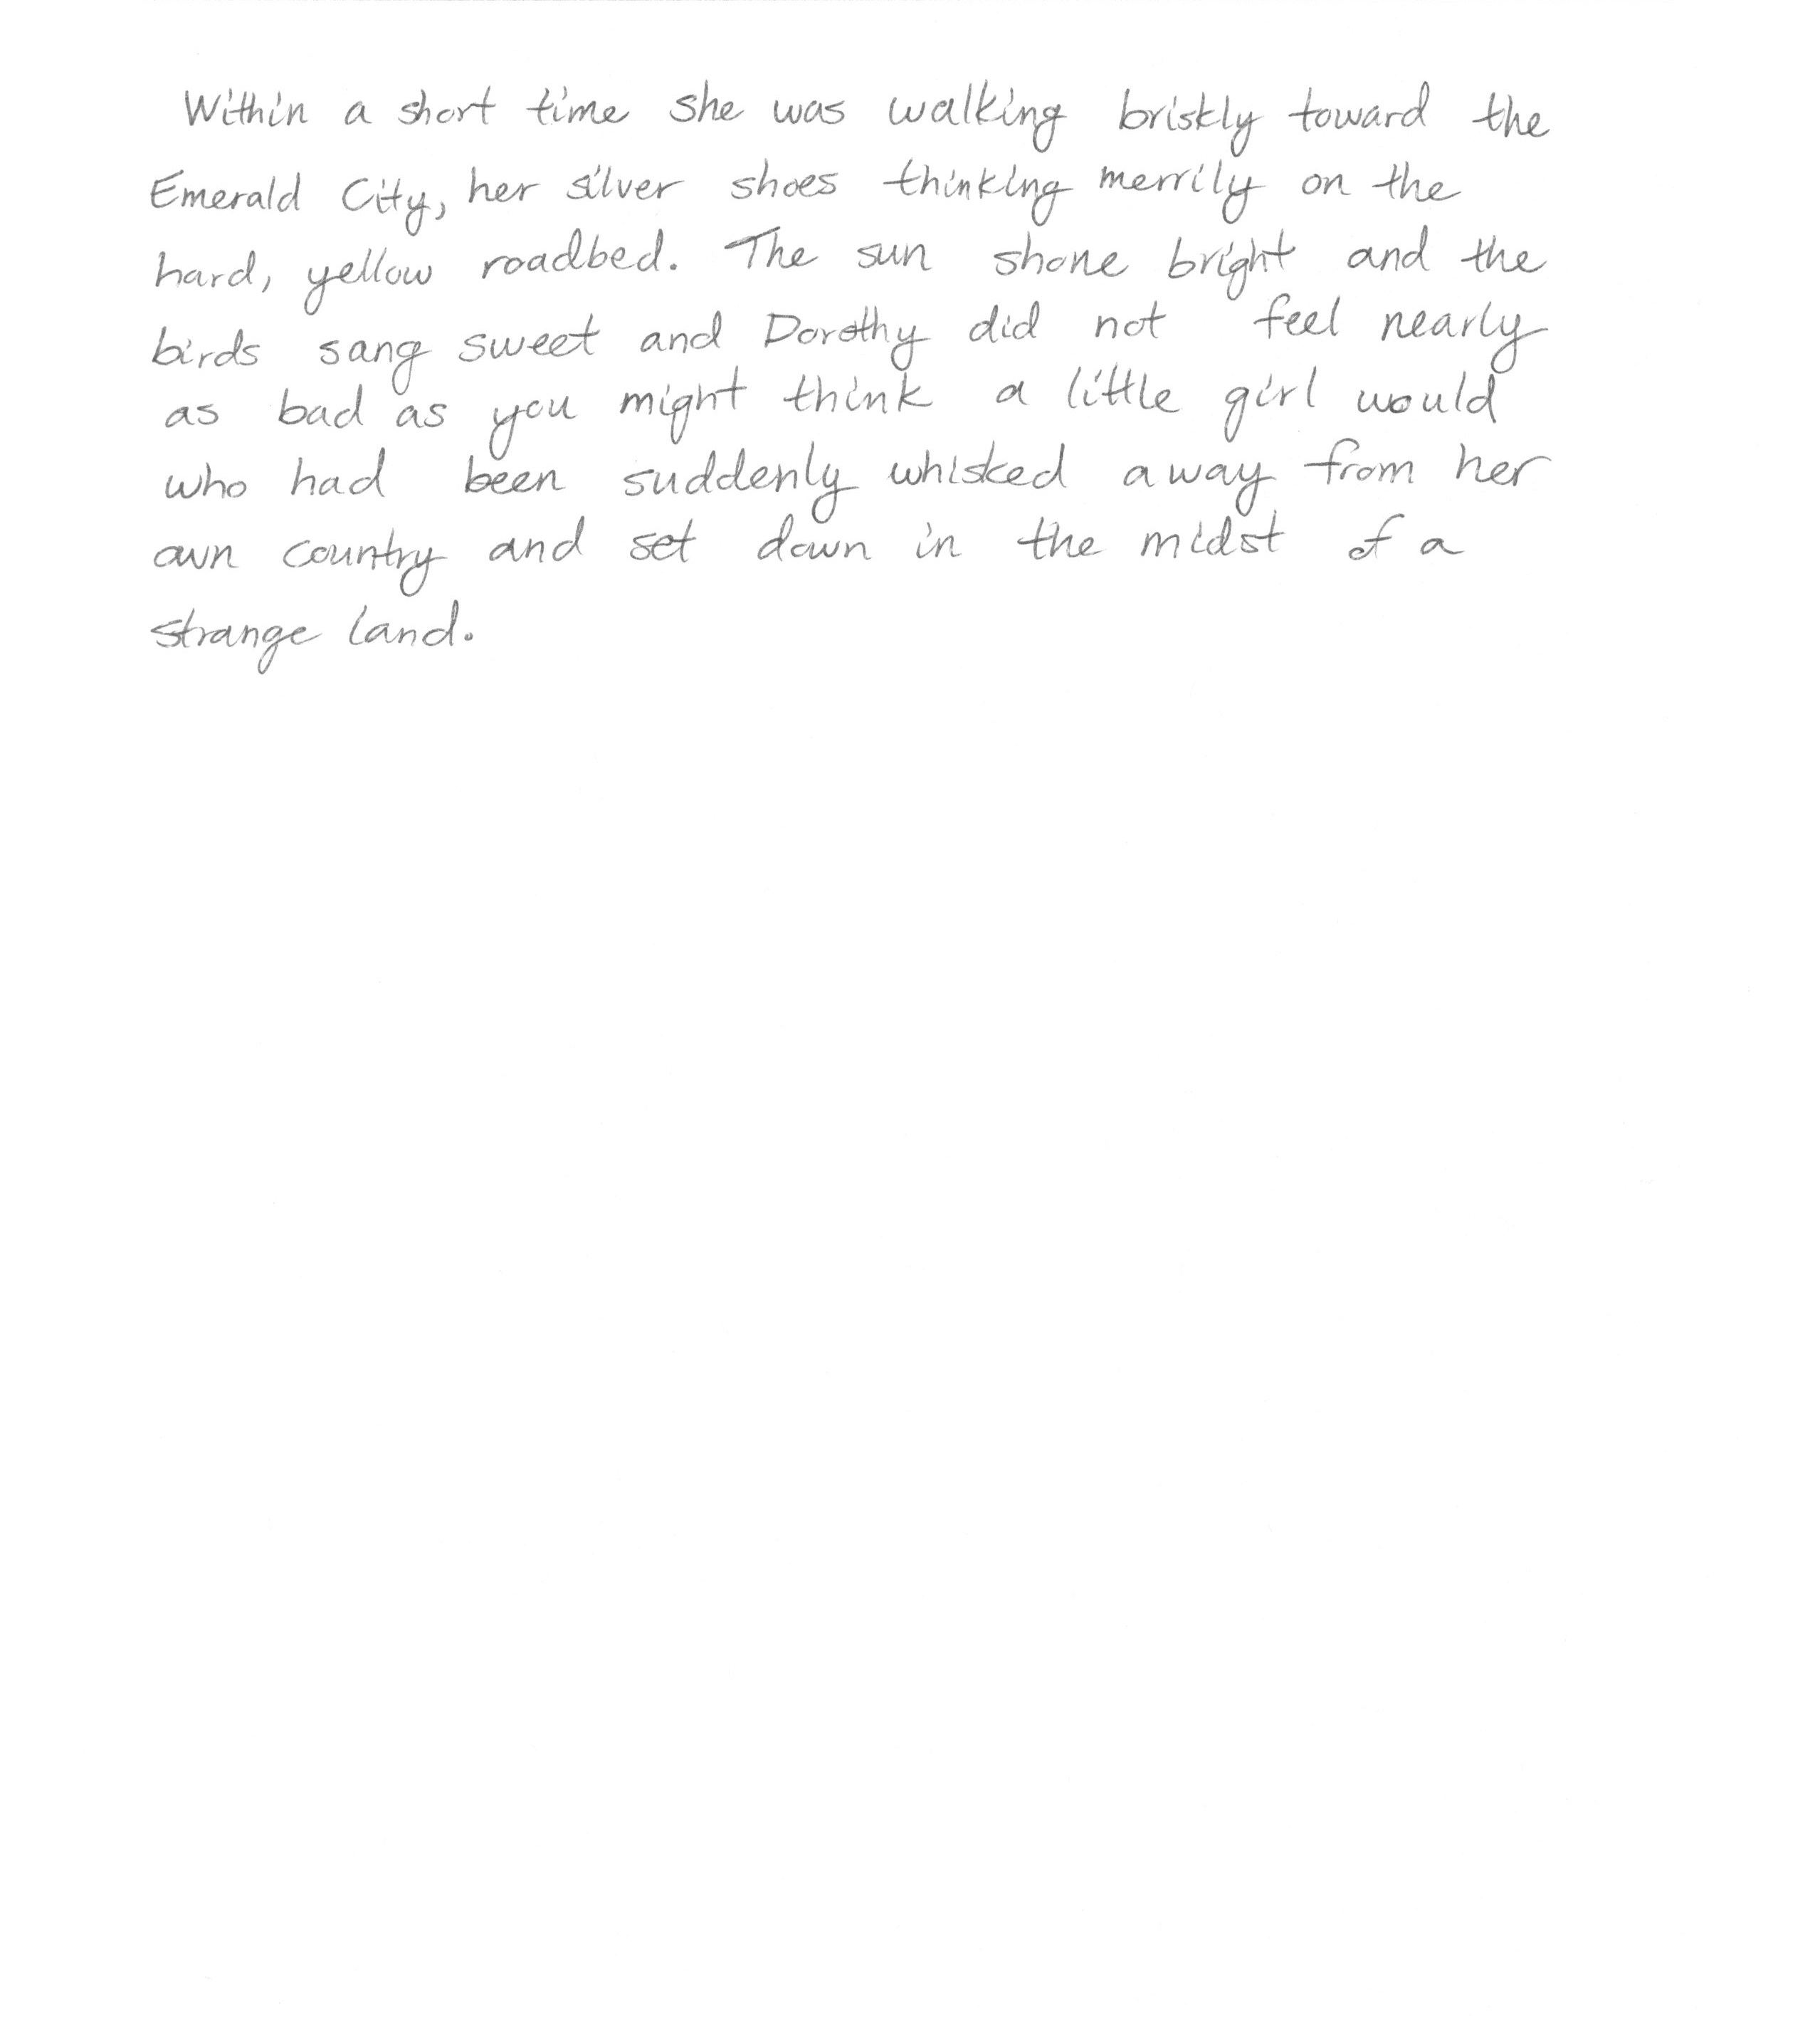 Within a short time she was walking briskly toward the
Emerald City, her silver shoes thinking merrily on the
hard, yellow roadbed. The sun shone bright and the
birds sang sweet and Dorothy did not feel nearly
as bad as you might think a little girl would
who had been suddenly whisked away from her
own country and set down in the midst of a
strange land.